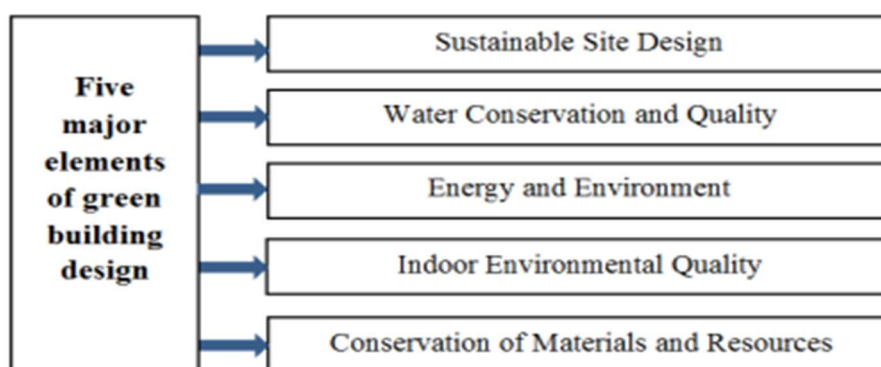 Five
major
elements
of green
building
design
Sustainable Site Design
Water Conservation and Quality
Energy and Environment
Indoor Environmental Quality
Conservation of Materials and Resources